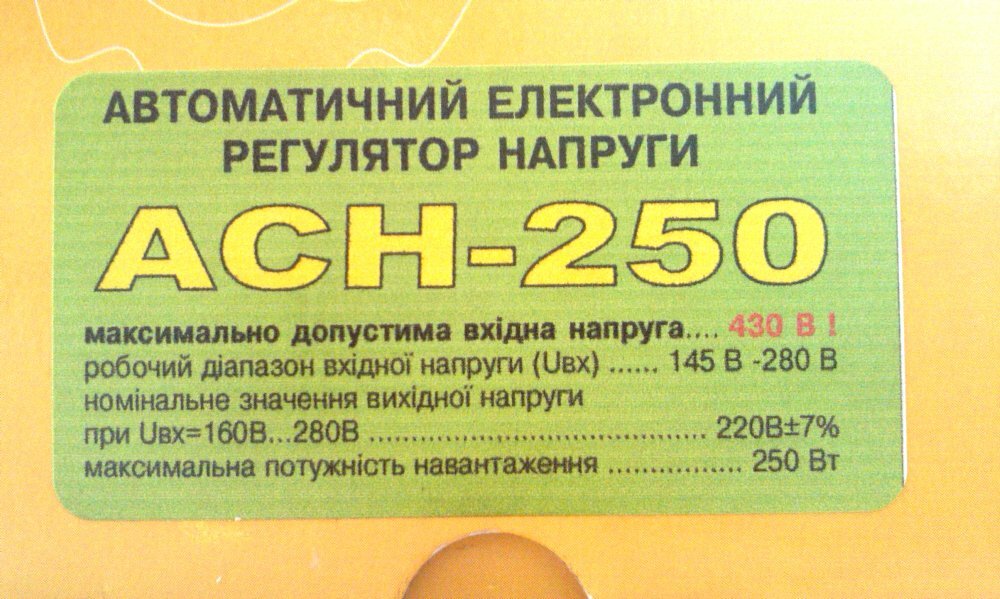 АВТОМАТИЧНИЙ ЕЛЕКТРОННИЙ
РЕГУЛЯТОР НАПРУГИ
АСН-250
максимально допустима вхідна напруга.... 430 В !
робочий діапазон вхідної напруги (Uвх) ...... 145 В -280 В
номінальне значення вихідної напруги
при Uвх=160В...280В ...................................... 220В±7%
максимальна потужність навантаження ................ 250 Вт